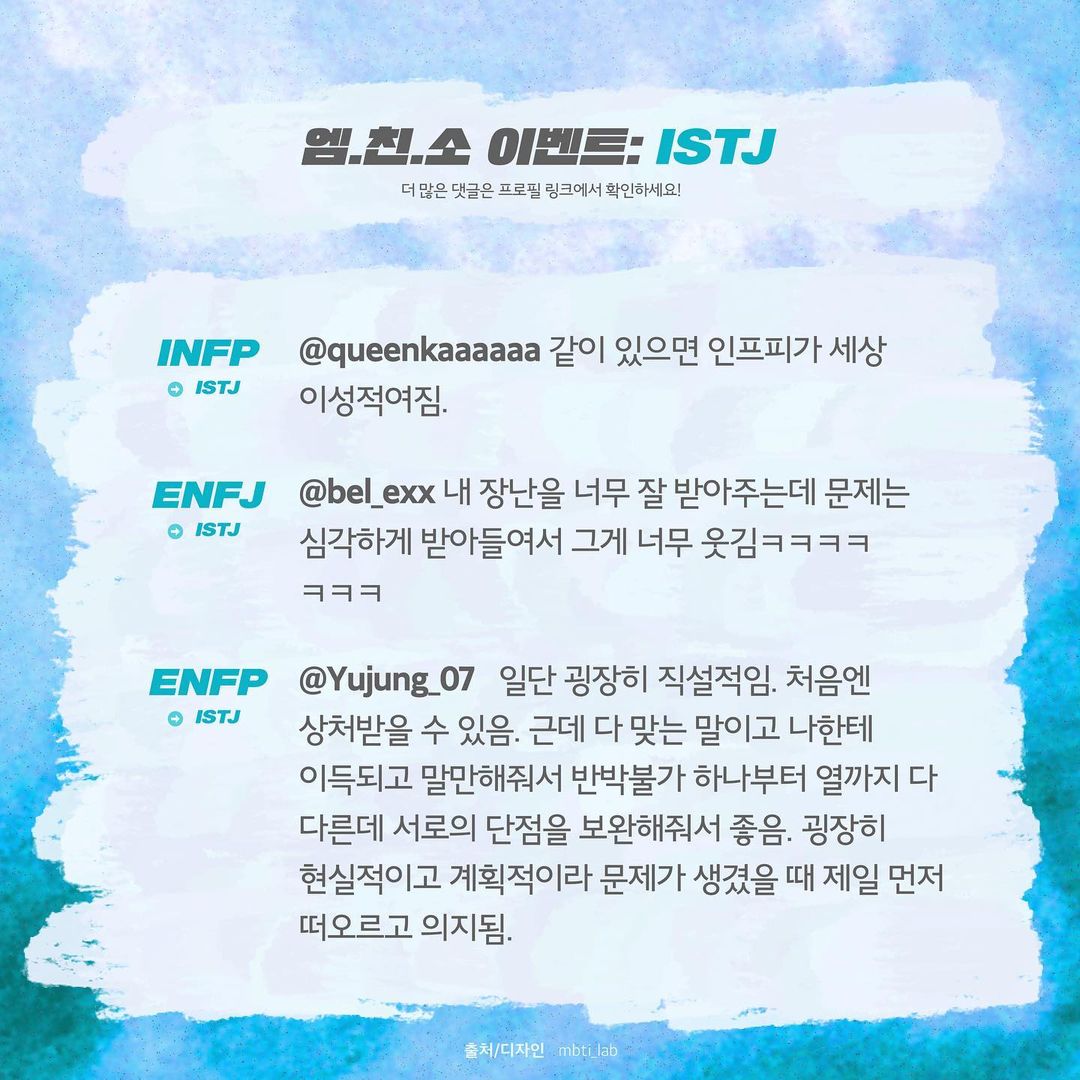 엠.친.소 이벤트: ISTJ
더 많은 댓글은 프로필 링크에서 확인하세요!
INFP
ISTJ
@queenkaaaaaa 같이 있으면 인프피가 세상
이성적여짐.
ENFJ
ISTJ
@bel_exx 내 장난을 너무 잘 받아주는데 문제는
심각하게 받아들여서 그게 너무 웃김ㅋㅋㅋㅋ
ㅋㅋㅋ
ENFP
ISTJ
@Yujung_07 일단 굉장히 직설적임. 처음엔
상처받을 수 있음. 근데 다 맞는 말이고 나한테
이득되고 말만해줘서 반박불가 하나부터 열까지 다
다른데 서로의 단점을 보완해줘서 좋음. 굉장히
현실적이고 계획적이라 문제가 생겼을 때 제일 먼저
떠오르고 의지됨.
출처/디자인 mbti_lab